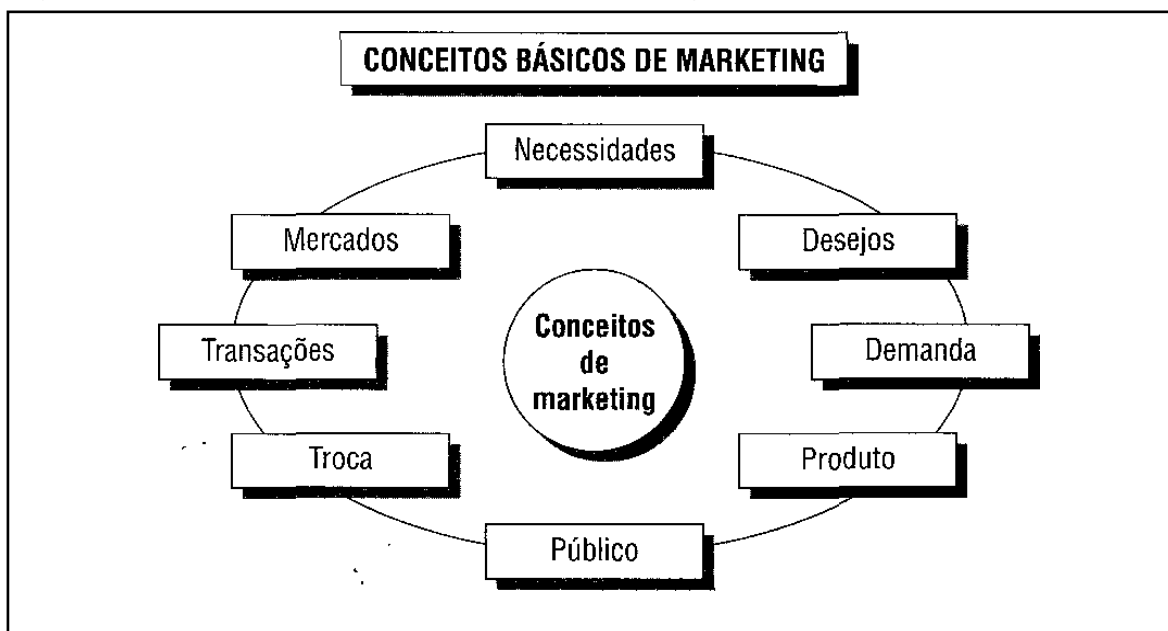 CONCEITOS BÁSICOS DE MARKETING
Necessidades
Mercados
Desejos
Conceitos
de
marketing
Transações
Demanda
Troca
Produto
Público